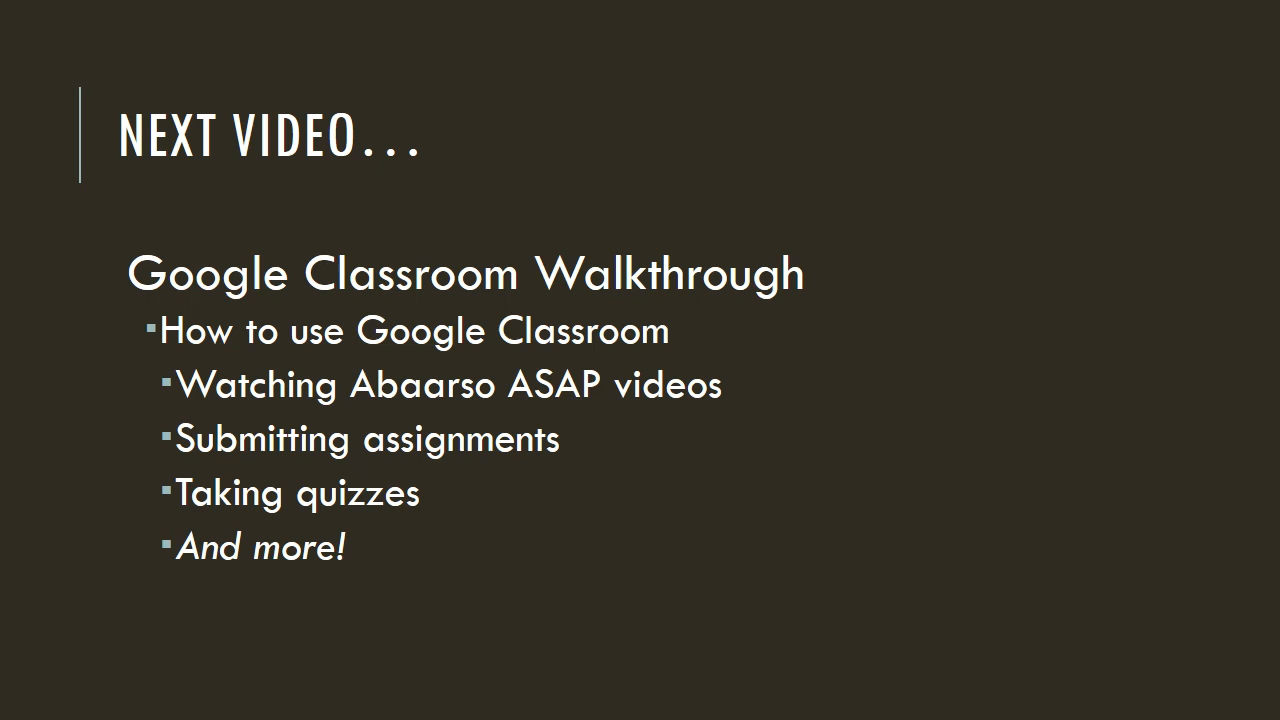 NEXT VIDEO...
Google Classroom Walkthrough
▪How to use Google Classroom
▪Watching Abaarso ASAP videos
▪Submitting assignments
▪Taking quizzes
▪And more!